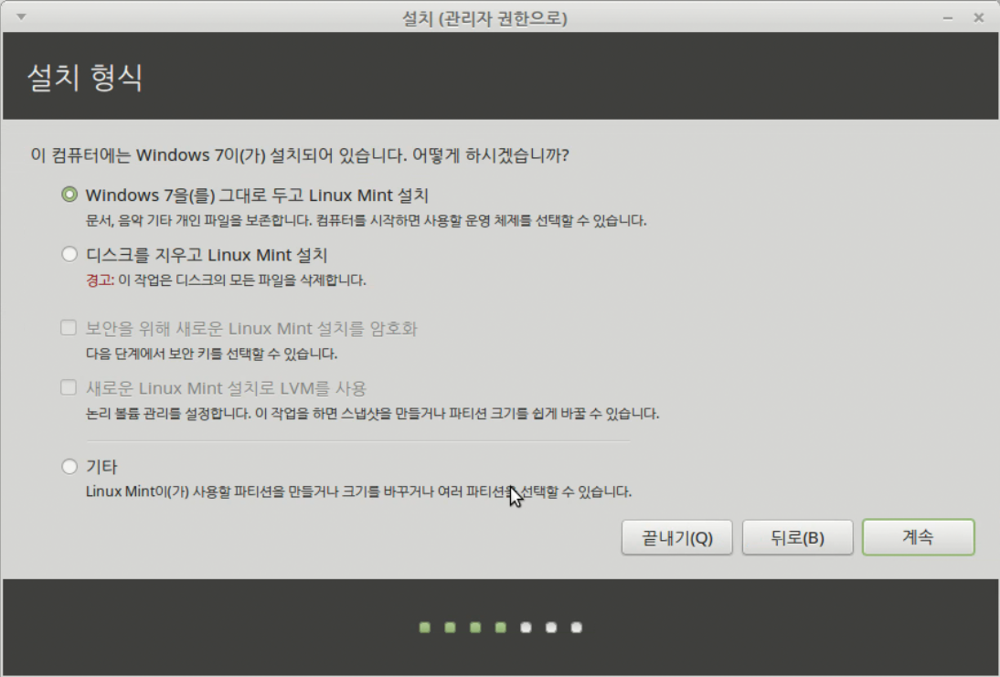 설치 (관리자 권한으로)
설치 형식
이 컴퓨터에는 Windows 7이(가) 설치되어 있습니다. 어떻게 하시겠습니까?
Windows 7을(를) 그대로 두고 Linux Mint 설치
문서, 음악 기타 개인 파일을 보존합니다. 컴퓨터를 시작하면 사용할 운영 체제를 선택할 수 있습니다.
디스크를 지우고 Linux Mint 설치
경고: 이 작업은 디스크의 모든 파일을 삭제합니다.
보안을 위해 새로운 Linux Mint 설치를 암호화
다음 단계에서 보안 키를 선택할 수 있습니다.
새로운 Linux Mint 설치로 LVM를 사용
논리 볼륨 관리를 설정합니다. 이 작업을 하면 스냅샷을 만들거나 파티션 크기를 쉽게 바꿀 수 있습니다.
기타
Linux Mint이(가) 사용할 파티션을 만들거나 크기를 바꾸거나 여러 파티션을 선택할 수 있습니다.
끝내기(Q) 뒤로(B) 계속